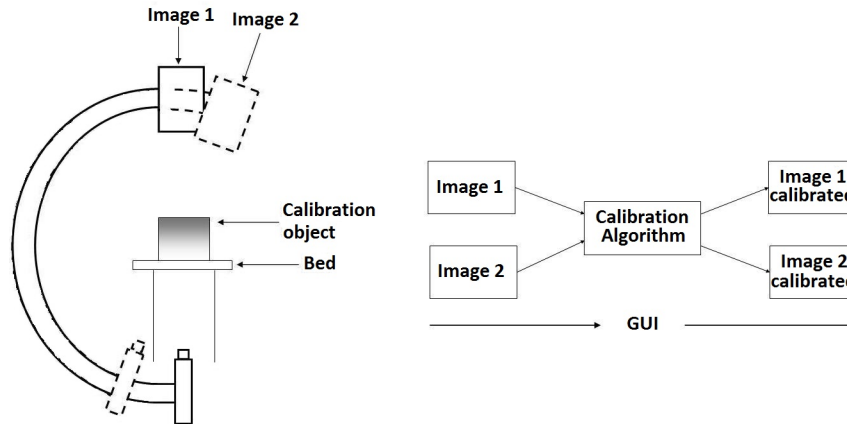 Image 1
Image 2
Calibration
object
Bed
Image 1
Image 2
Calibration
Algorithm
Image 1
calibrated
Image 2
calibrated
GUI